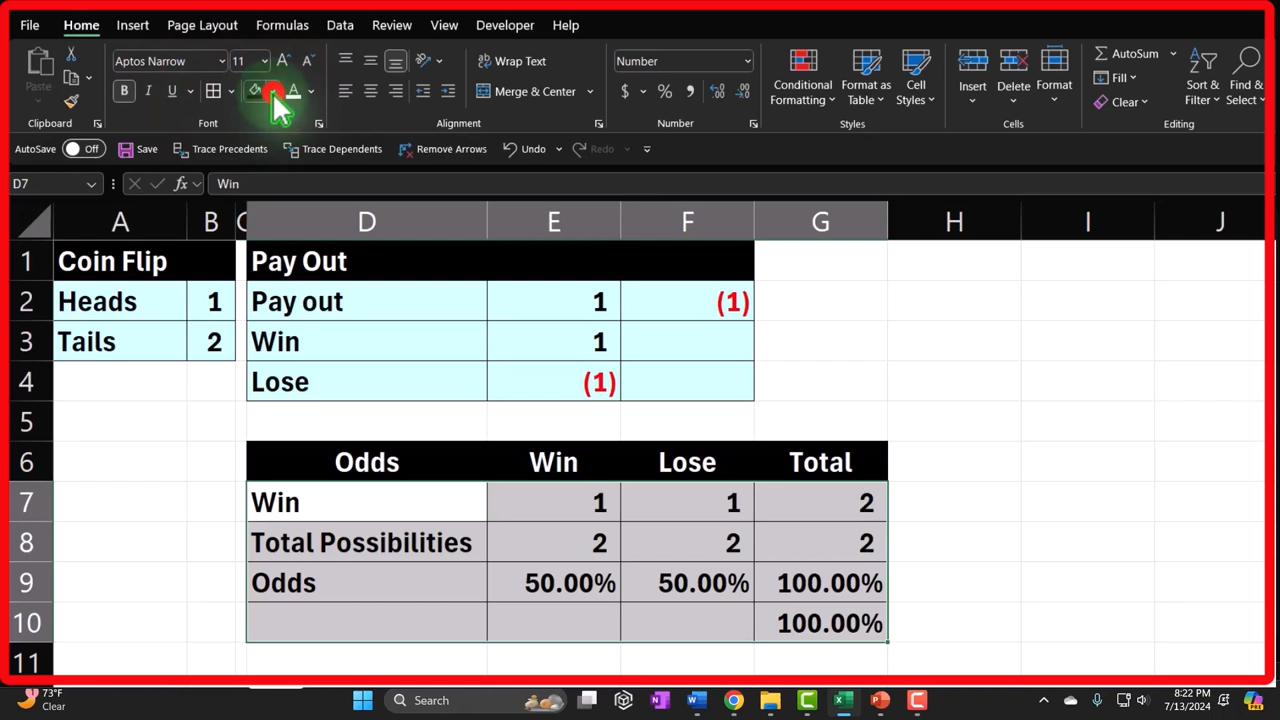 File Home Insert Page Layout Formulas Data Review View Developer Help
Aptos Narrow 11 Wrap Text Number AutoSum
Paste B I U Merge & Center $ % Conditional Formatting Format as Table Cell Styles Insert Delete Format Clear Sort & Filter Find & Select
Clipboard Font Alignment Number Styles Cells Editing
AutoSave Off Save Trace Precedents Trace Dependents Remove Arrows Undo Redo
D7 fx Win
A B C D E F G H I J
1 Coin Flip Pay Out
2 Heads 1 Pay out 1 (1)
3 Tails 2 Win 1
4 Lose (1)
5
6 Odds Win Lose Total
7 Win 1 1 2
8 Total Possibilities 2 2 2
9 Odds 50.00% 50.00% 100.00%
10 100.00%
11
73°F
Clear
Search
8:22 PM
7/13/2024